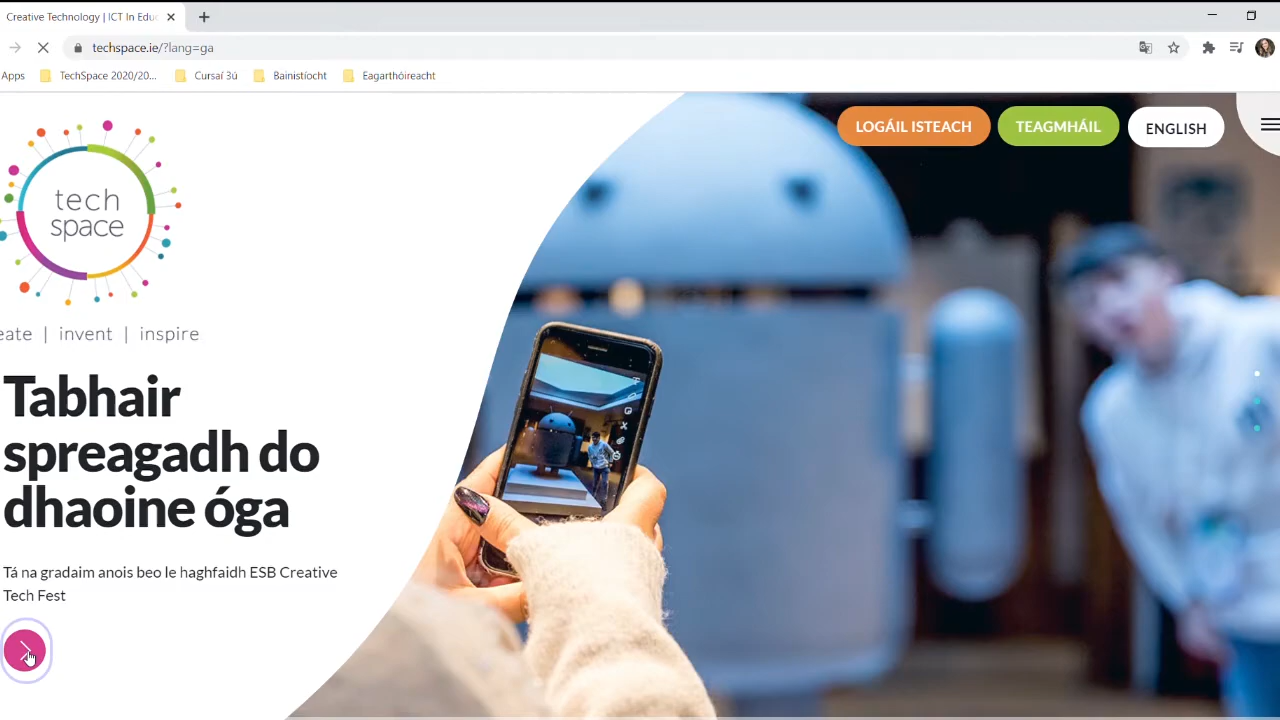 Creative Technology | ICT In Edu
techspace.ie/?lang=ga
Apps
TechSpace 2020/20...
Cursaí 3ú
Bainistíocht
Eagarthóireacht
LOGÁIL ISTEACH
TEAGMHÁIL
ENGLISH
tech
space
eate | invent | inspire
Tabhair
spreagadh do
dhaoine óga
Tá na gradaim anois beo le haghfaidh ESB Creative
Tech Fest